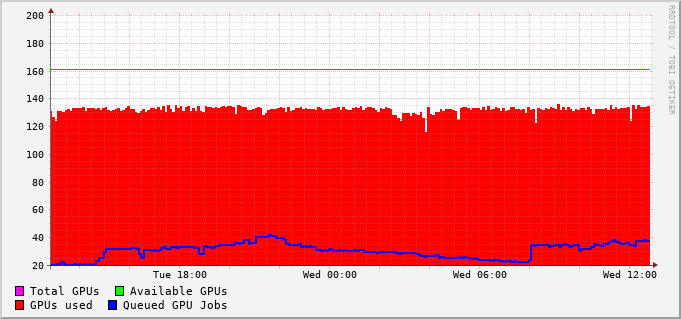 200
180
160
140
120
100
80
60
40
20
Tue 18:00 Wed 00:00 Wed 06:00 Wed 12:00
Total GPUs Available GPUs
GPUs used Queued GPU Jobs
RRDTOOL / TOBI OETIKER